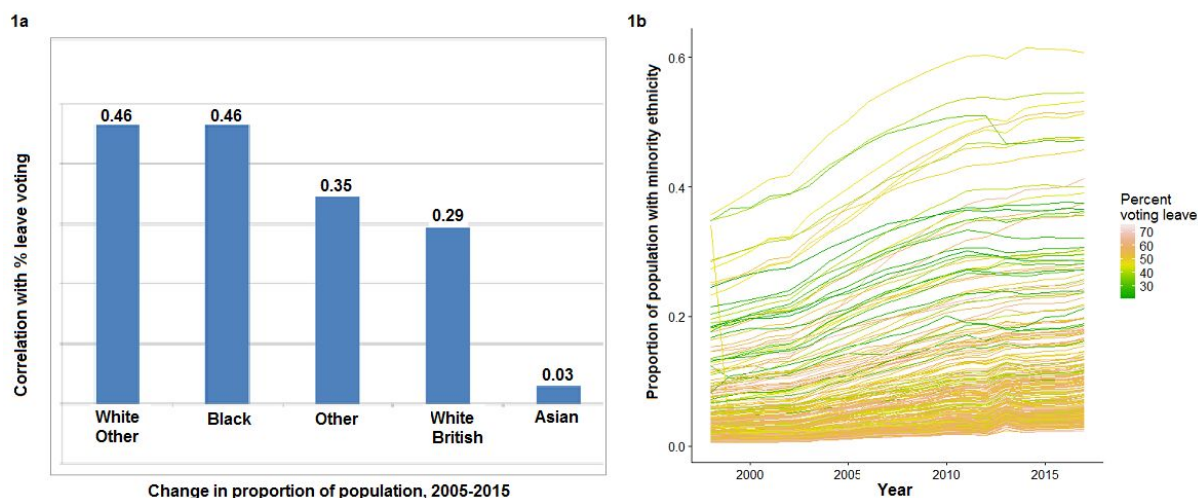 1a
Correlation with % leave voting
0.46
0.46
0.35
0.29
0.03
White
Other
Black
Other
White
British
Asian
Change in proportion of population, 2005-2015
1b
Proportion of population with minority ethnicity
0.6
0.4
0.2
0.0
2000
2005
2010
2015
Year
Percent
voting leave
70
60
50
40
30